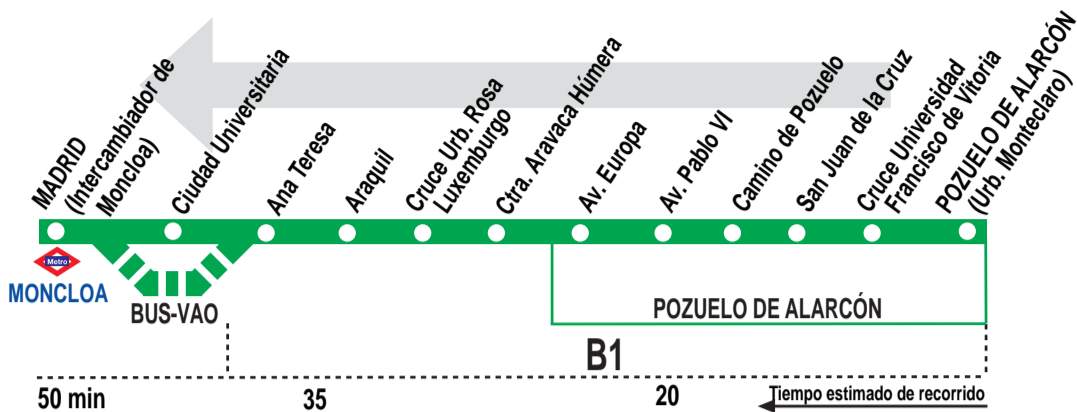 MADRID
(Intercambiador de
Moncloa)
Ciudad Universitaria
Ana Teresa
Araquil
Cruce Urb. Rosa
Luxemburgo
Ctra. Aravaca Húmera
Av. Europa
Av. Pablo VI
Camino de Pozuelo
San Juan de la Cruz
Cruce Universidad
Francisco de Vitoria
POZUELO DE ALARCÓN
(Urb. Monteclaro)
Metro
MONCLOA
BUS-VAO
POZUELO DE ALARCÓN
B1
50 min
35
20
Tiempo estimado de recorrido